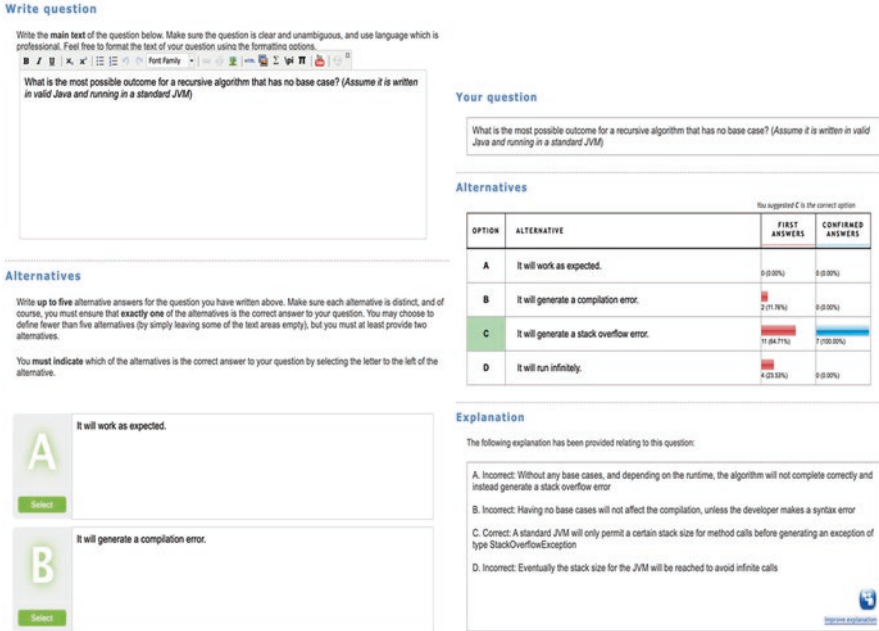 Write question
Write the main text of the question below. Make sure the question is clear and unambiguous, and use language which is
professional. Feel free to format the text of your question using the formatting options.
B I U X, x² Font Family HTML Σ \pi π
What is the most possible outcome for a recursive algorithm that has no base case? (Assume it is written
in valid Java and running in a standard JVM)
Alternatives
Write up to five alternative answers for the question you have written above. Make sure each alternative is distinct, and of
course, you must ensure that exactly one of the alternatives is the correct answer to your question. You may choose to
define fewer than five alternatives (by simply leaving some of the text areas empty), but you must at least provide two
alternatives.
You must indicate which of the alternatives is the correct answer to your question by selecting the letter to the left of the
alternative.
A
It will work as expected.
Select
B
It will generate a compilation error.
Select
Your question
What is the most possible outcome for a recursive algorithm that has no base case? (Assume it is written in valid
Java and running in a standard JVM)
Alternatives
You suggested C is the correct option
OPTION ALTERNATIVE FIRST ANSWERS CONFIRMED ANSWERS
A It will work as expected. 0 (0.00%) 0 (0.00%)
B It will generate a compilation error. 2 (11.76%) 0 (0.00%)
C It will generate a stack overflow error. 11 (64.71%) 7 (100.00%)
D It will run infinitely. 4 (23.53%) 0 (0.00%)
Explanation
The following explanation has been provided relating to this question:
A. Incorrect: Without any base cases, and depending on the runtime, the algorithm will not complete correctly and
instead generate a stack overflow error
B. Incorrect: Having no base cases will not affect the compilation, unless the developer makes a syntax error
C. Correct: A standard JVM will only permit a certain stack size for method calls before generating an exception of
type StackOverflowException
D. Incorrect: Eventually the stack size for the JVM will be reached to avoid infinite calls
Improve explanation